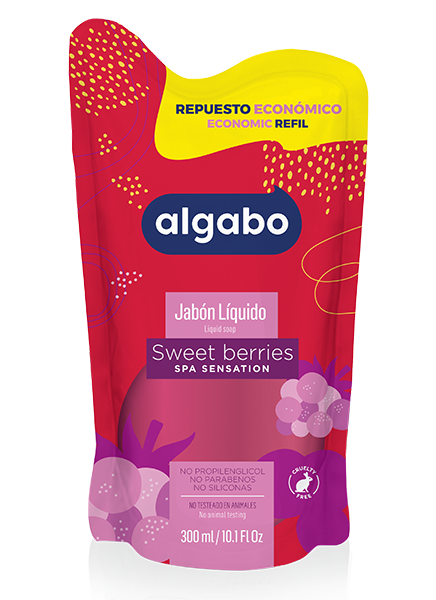 REPUESTO ECONÓMICO
ECONOMIC REFIL
algabo
Jabón Líquido
Liquid soap
Sweet berries
SPA SENSATION
NO PROPILENGLICOL
NO PARABENOS
NO SILICONAS
CRUELTY
FREE
NO TESTEADO EN ANIMALES
No animal testing
300 ml / 10.1 Fl Oz